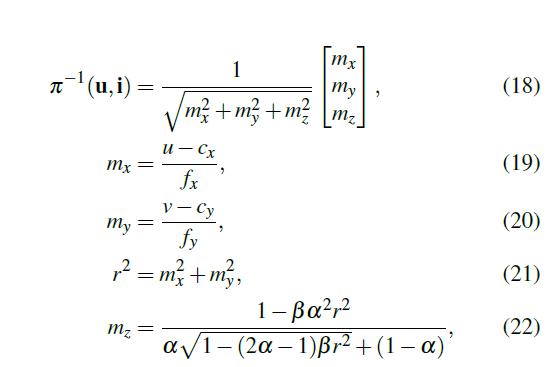 π⁻¹(u, i) = 1 / √(m_x² + m_y² + m_z²) [m_x m_y m_z], (18)
m_x = (u − c_x) / f_x, (19)
m_y = (v − c_y) / f_y, (20)
r² = m_x² + m_y², (21)
m_z = (1 − βα²r²) / (α√(1 − (2α − 1)βr²) + (1 − α)), (22)